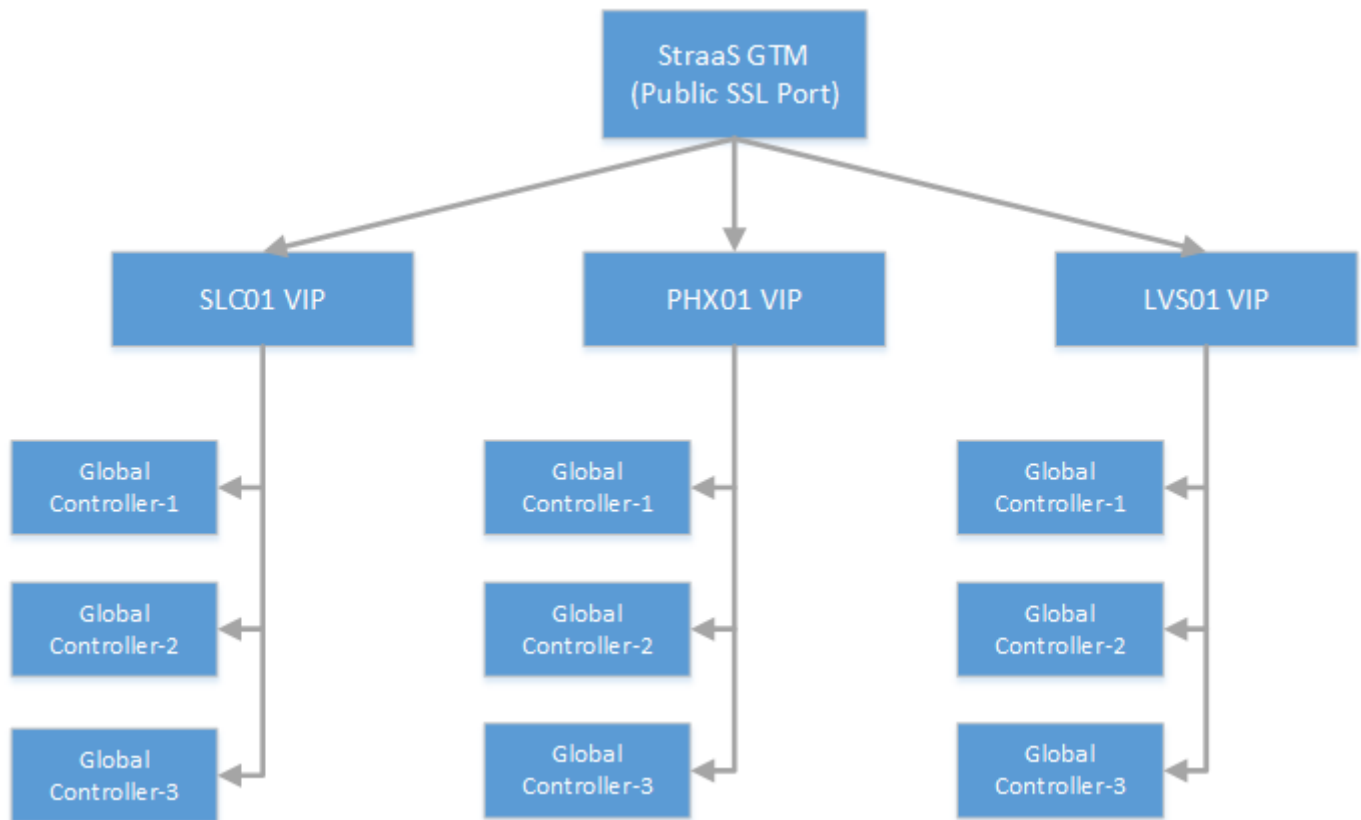 StraaS GTM
(Public SSL Port)
SLC01 VIP
PHX01 VIP
LVS01 VIP
Global
Controller-1
Global
Controller-1
Global
Controller-1
Global
Controller-2
Global
Controller-2
Global
Controller-2
Global
Controller-3
Global
Controller-3
Global
Controller-3